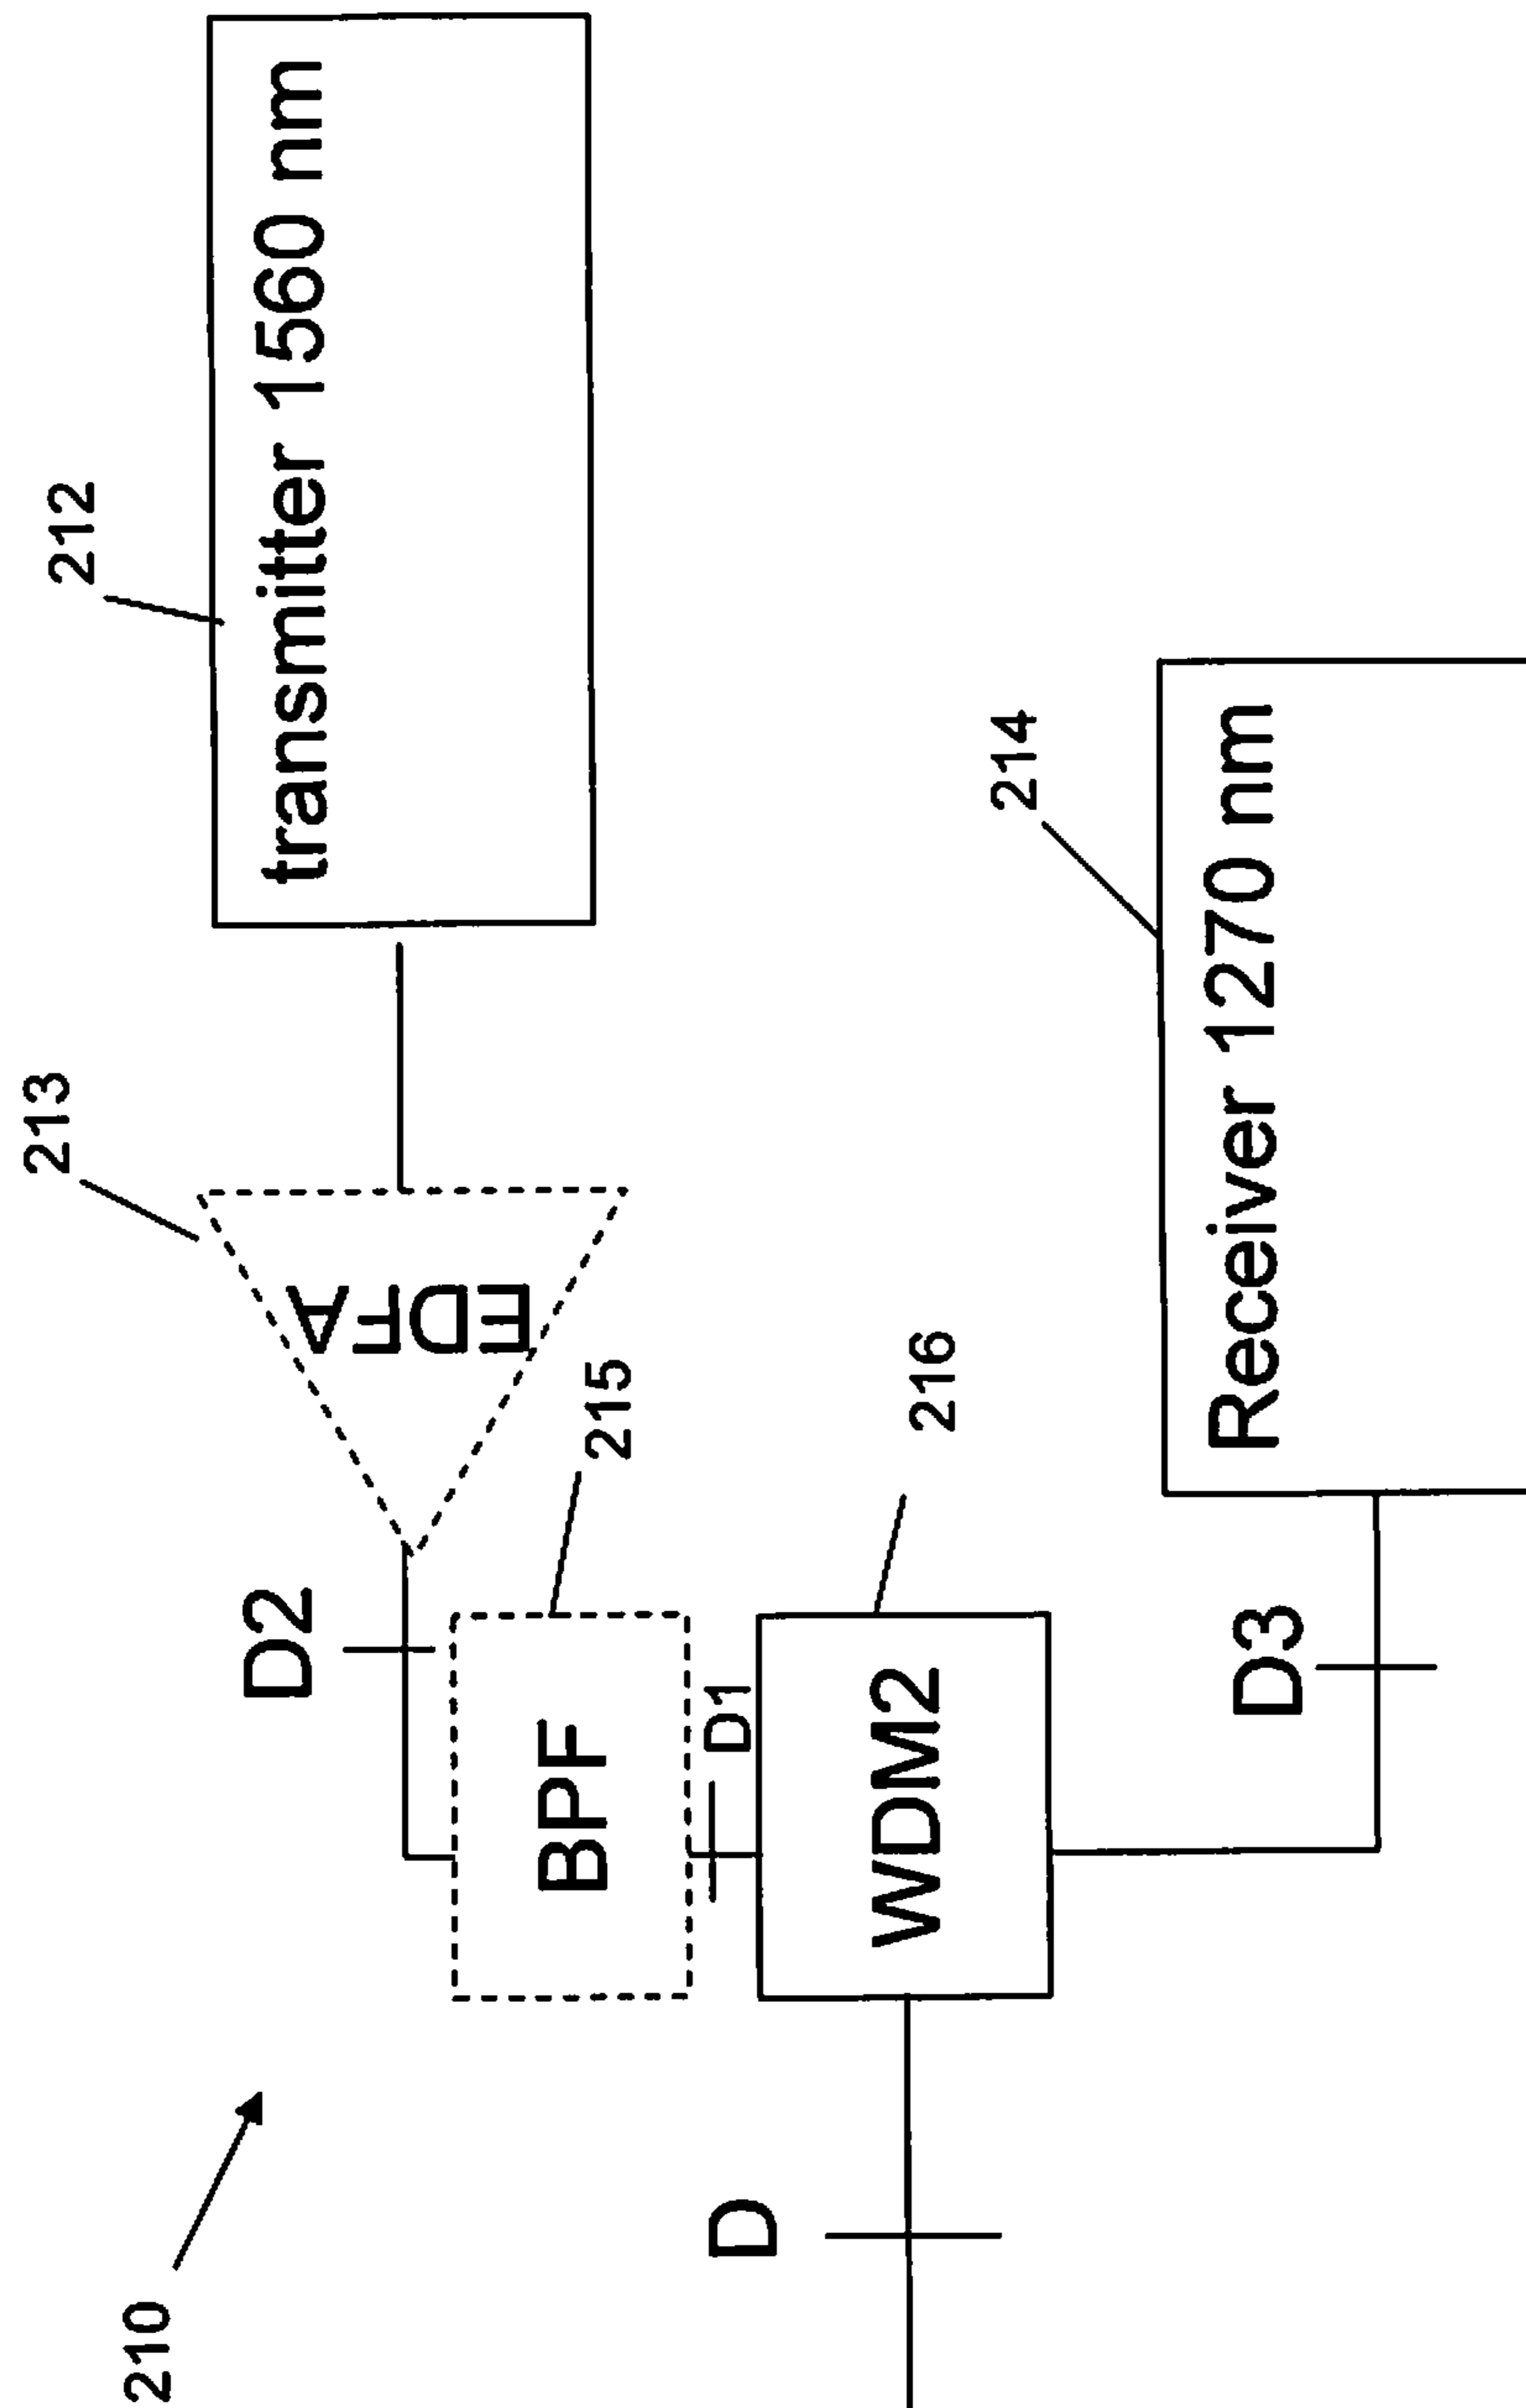 210
212
transmitter 1560 nm
213
EDFA
D2
215
BPF
D1
216
WDM2
D
214
Receiver 1270 nm
D3